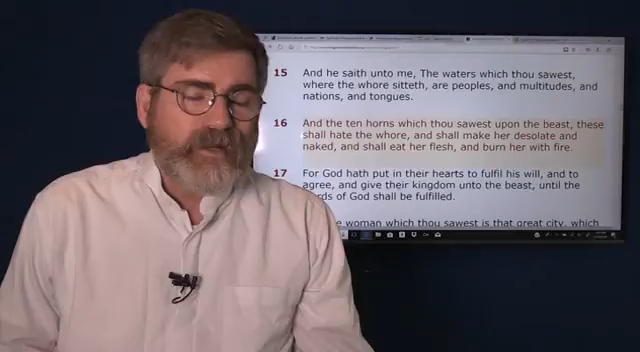 15 And he saith unto me, The waters which thou sawest,
where the whore sitteth, are peoples, and multitudes, and
nations, and tongues.
16 And the ten horns which thou sawest upon the beast, these
shall hate the whore, and shall make her desolate and
naked, and shall eat her flesh, and burn her with fire.
17 For God hath put in their hearts to fulfil his will, and to
agree, and give their kingdom unto the beast, until the
of God shall be fulfilled.
woman which thou sawest is that great city, which